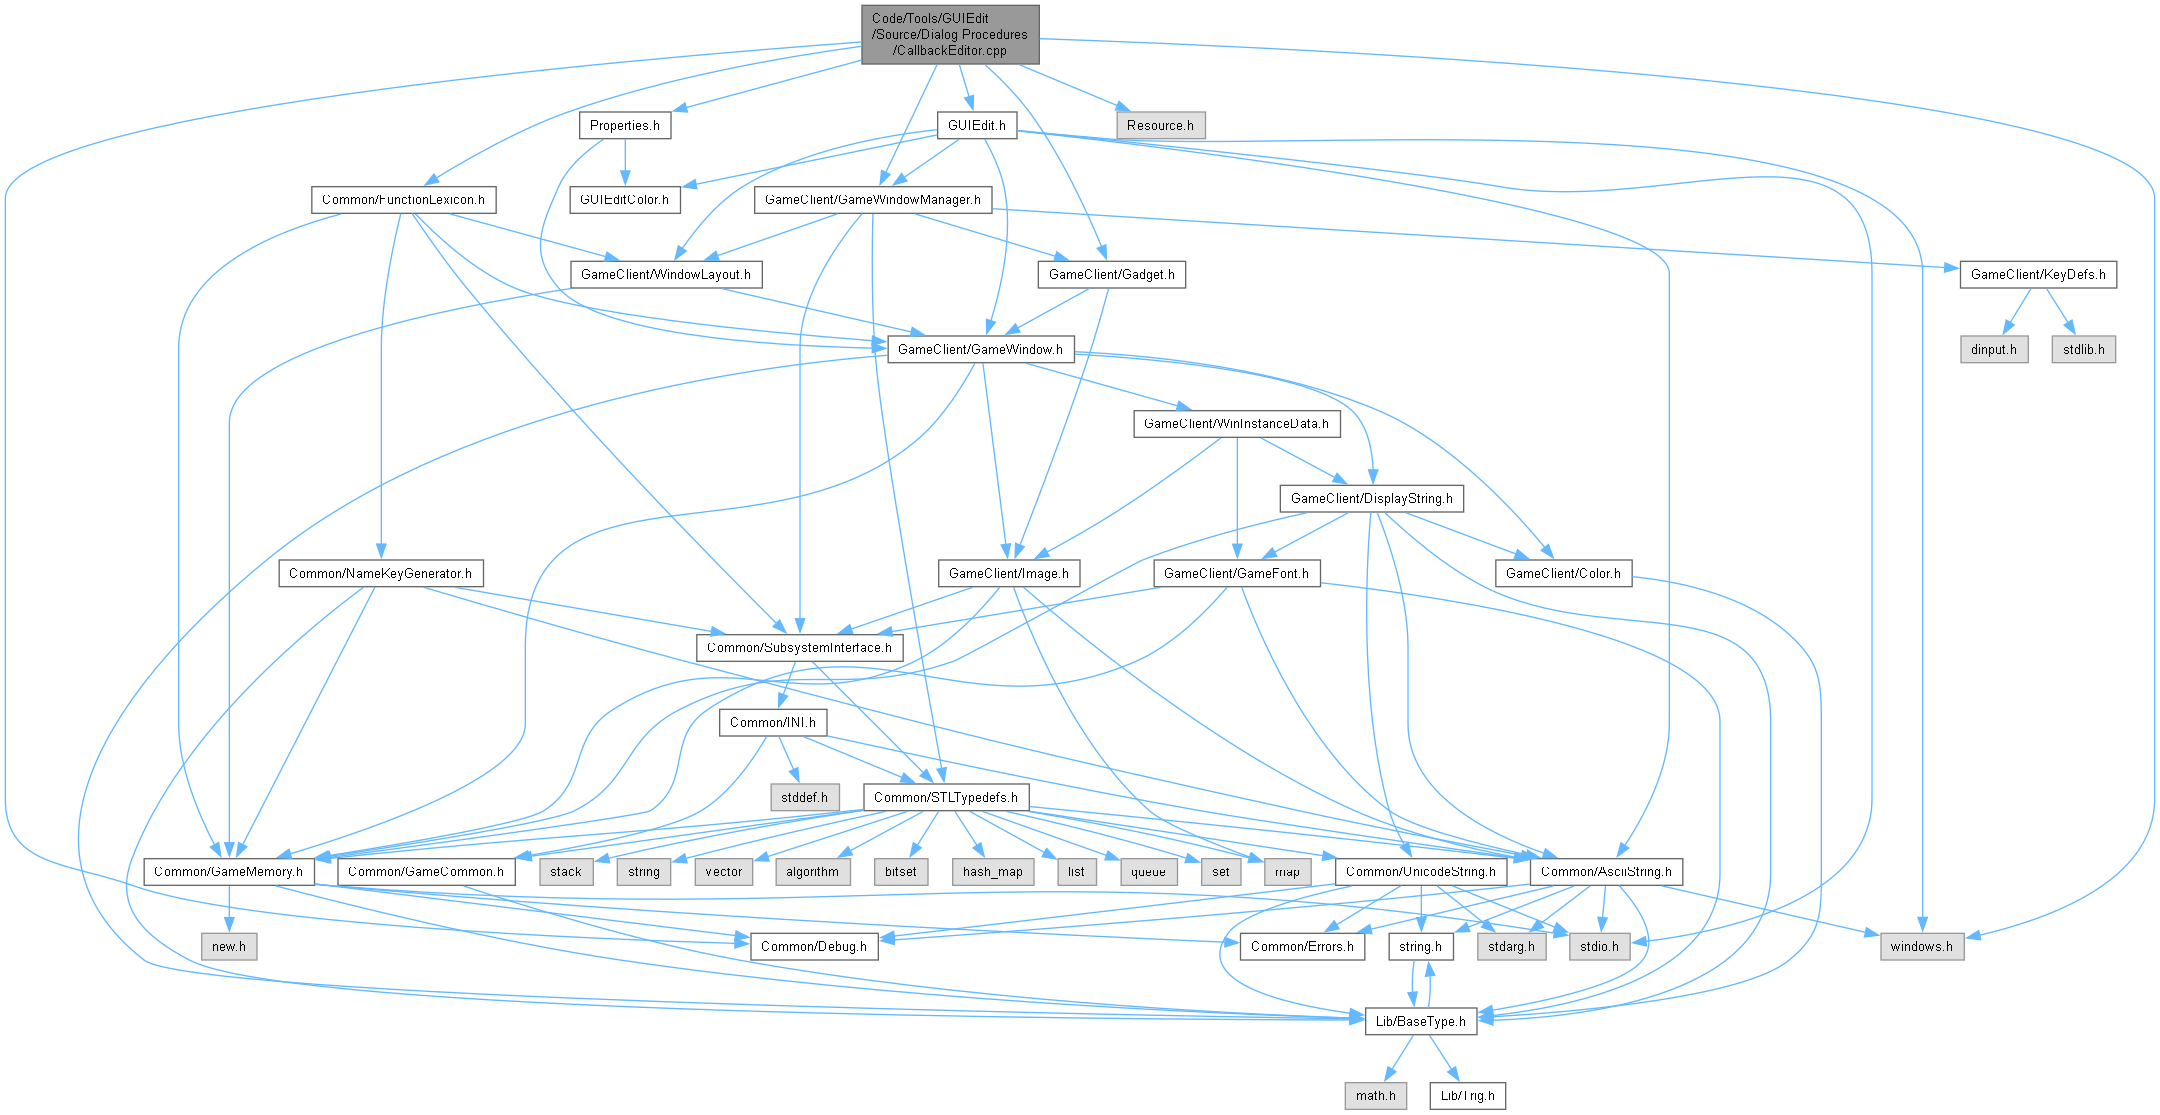 Code/Tools/GUIEdit
/Source/Dialog Procedures
/CallbackEditor.cpp
Properties.h
GUIEdit.h
Resource.h
Common/FunctionLexicon.h
GUIEditColor.h
GameClient/GameWindowManager.h
GameClient/WindowLayout.h
GameClient/Gadget.h
GameClient/KeyDefs.h
GameClient/GameWindow.h
dinput.h
stdlib.h
GameClient/WinInstanceData.h
GameClient/DisplayString.h
Common/NameKeyGenerator.h
GameClient/Image.h
GameClient/GameFont.h
GameClient/Color.h
Common/SubsystemInterface.h
Common/INI.h
stddef.h
Common/STLTypedefs.h
Common/GameMemory.h
Common/GameCommon.h
stack
string
vector
algorithm
bitset
hash_map
list
queue
set
map
Common/UnicodeString.h
Common/AsciiString.h
new.h
Common/Debug.h
Common/Errors.h
string.h
stdarg.h
stdio.h
windows.h
Lib/BaseType.h
math.h
Lib/Trig.h